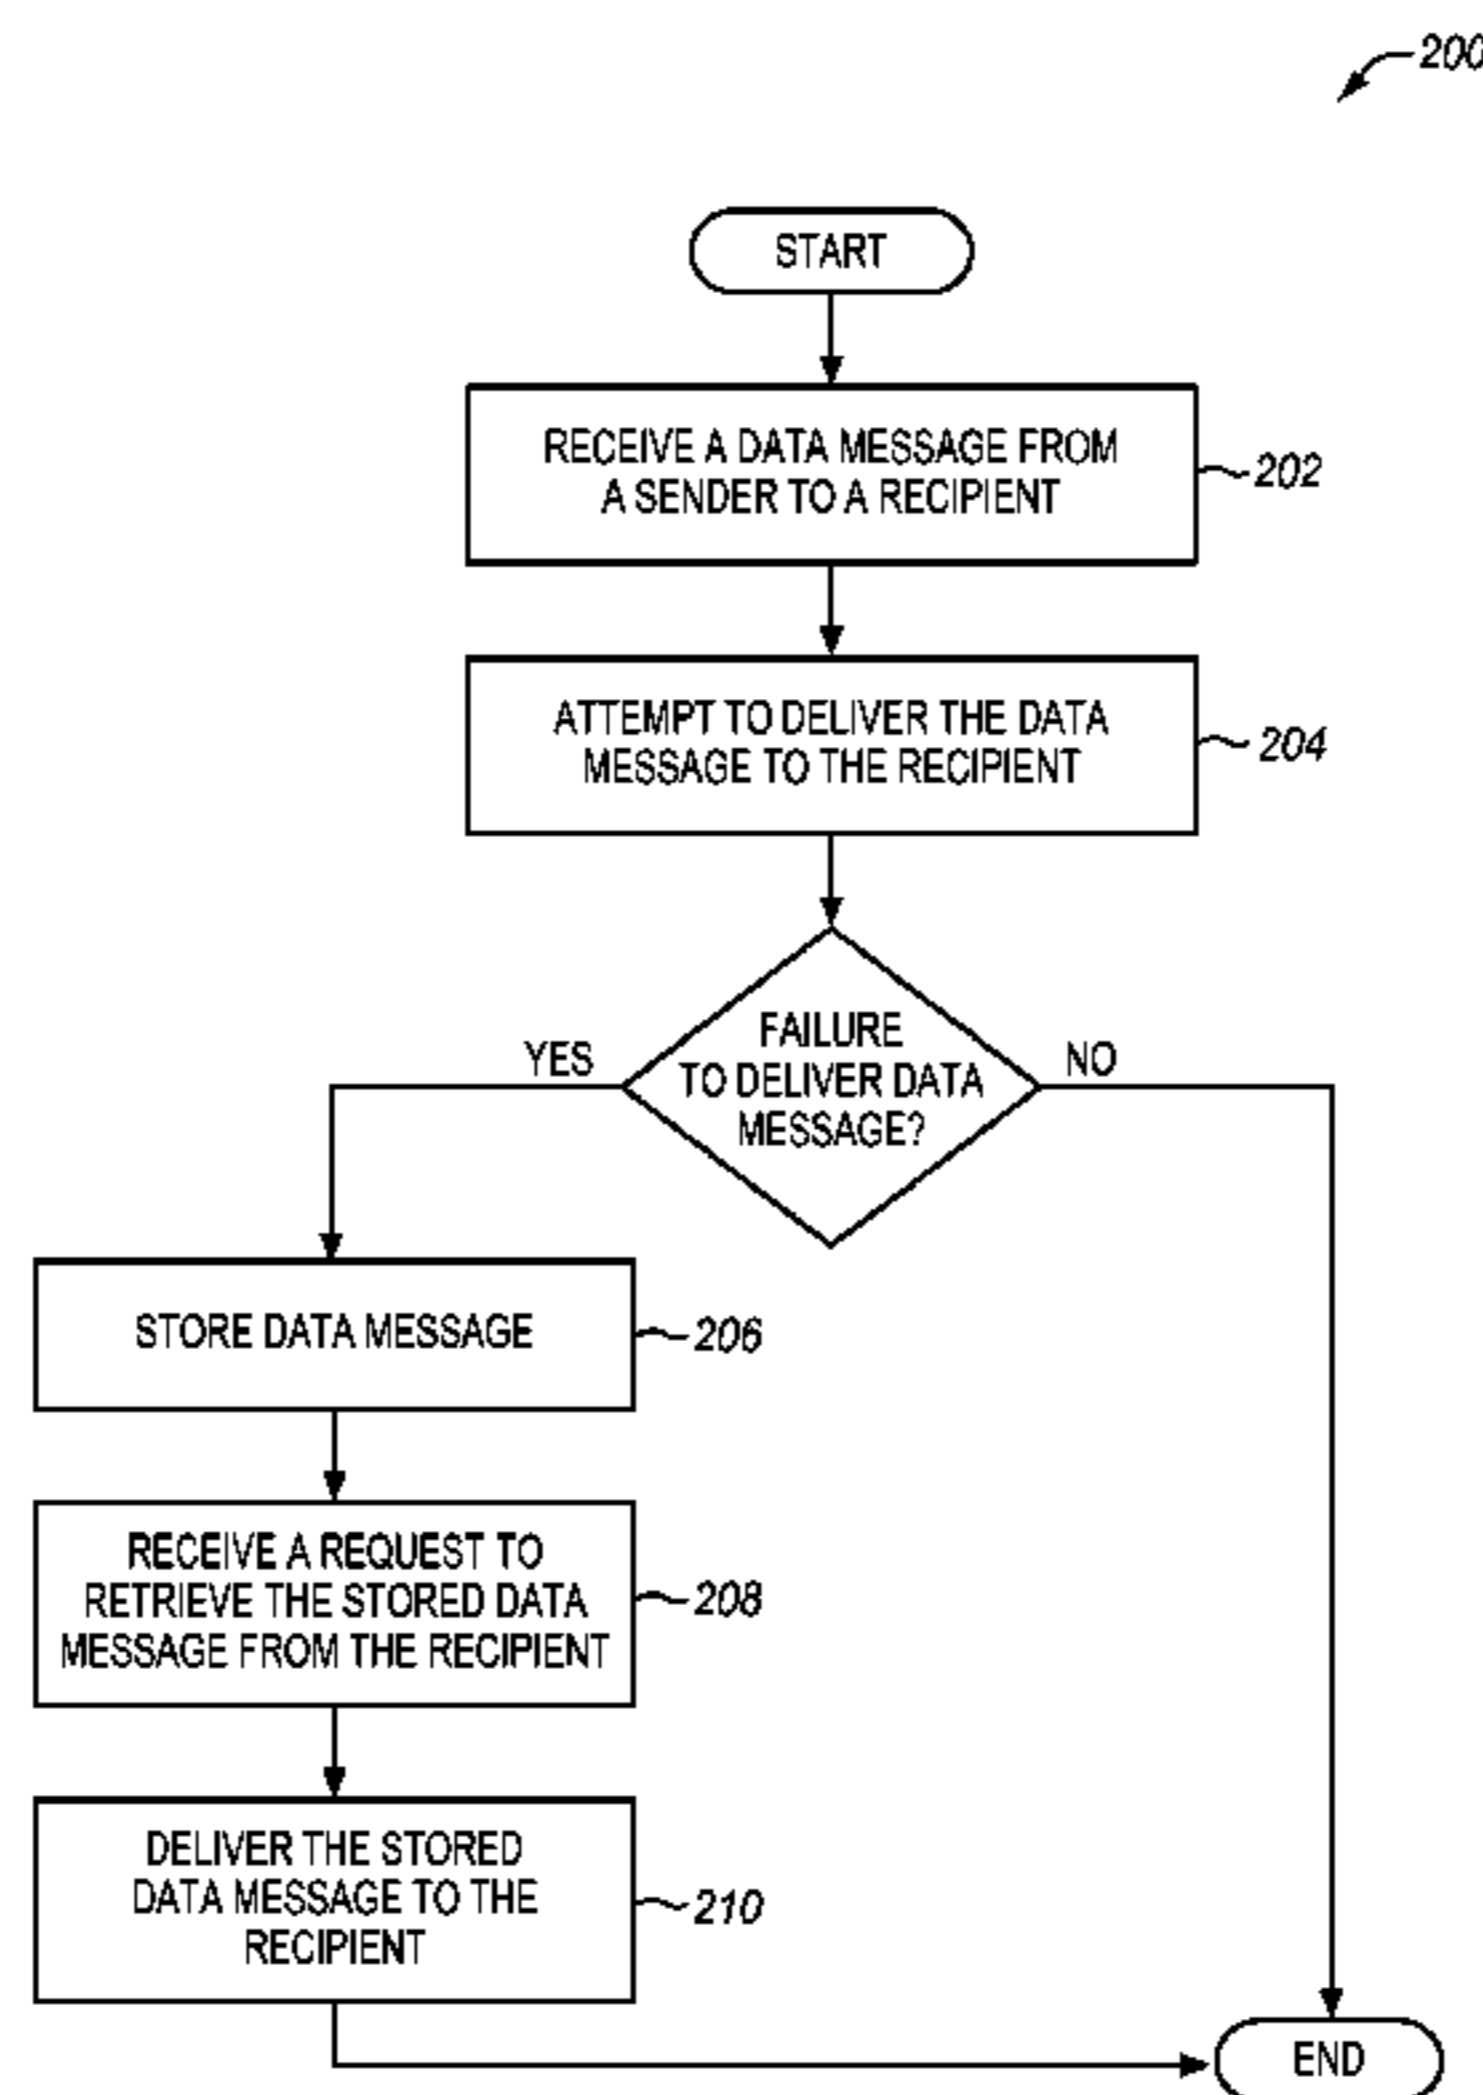 200
START
RECEIVE A DATA MESSAGE FROM
A SENDER TO A RECIPIENT
202
ATTEMPT TO DELIVER THE DATA
MESSAGE TO THE RECIPIENT
204
FAILURE
TO DELIVER DATA
MESSAGE?
YES
NO
STORE DATA MESSAGE
206
RECEIVE A REQUEST TO
RETRIEVE THE STORED DATA
MESSAGE FROM THE RECIPIENT
208
DELIVER THE STORED
DATA MESSAGE TO THE
RECIPIENT
210
END